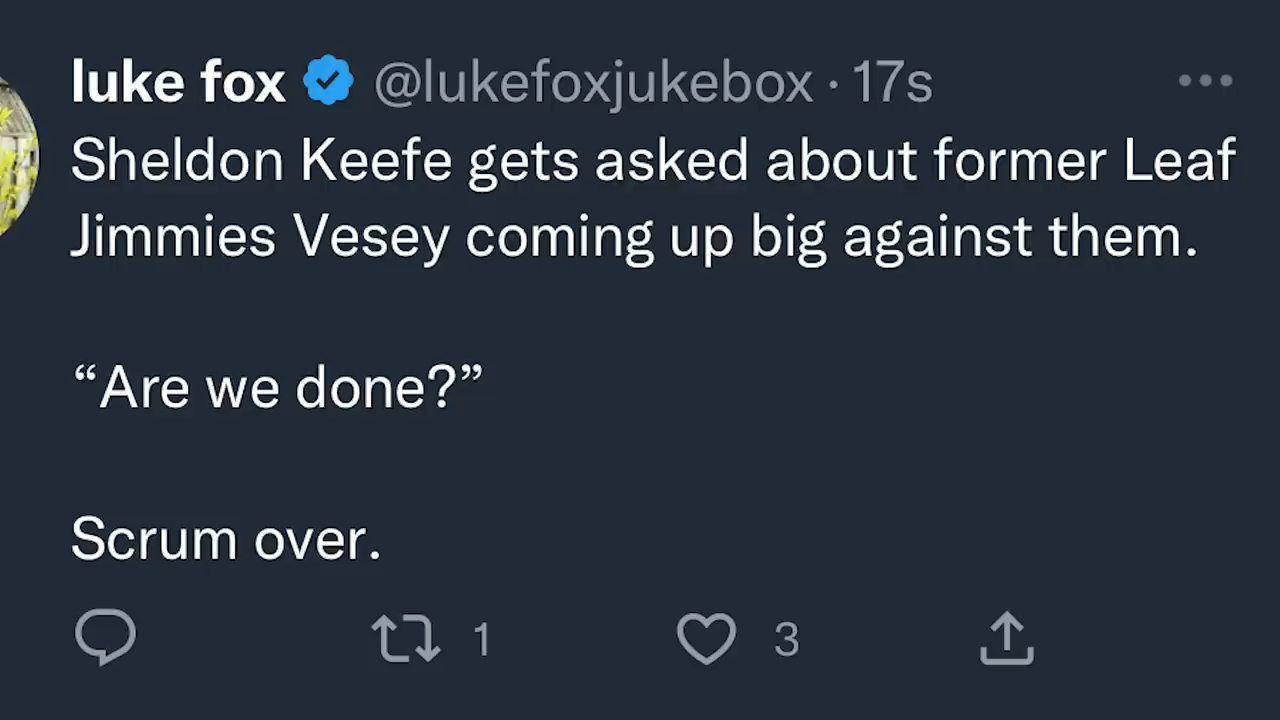 luke fox @lukefoxjukebox · 17s
Sheldon Keefe gets asked about former Leaf
Jimmies Vesey coming up big against them.
“Are we done?”
Scrum over.
1 3